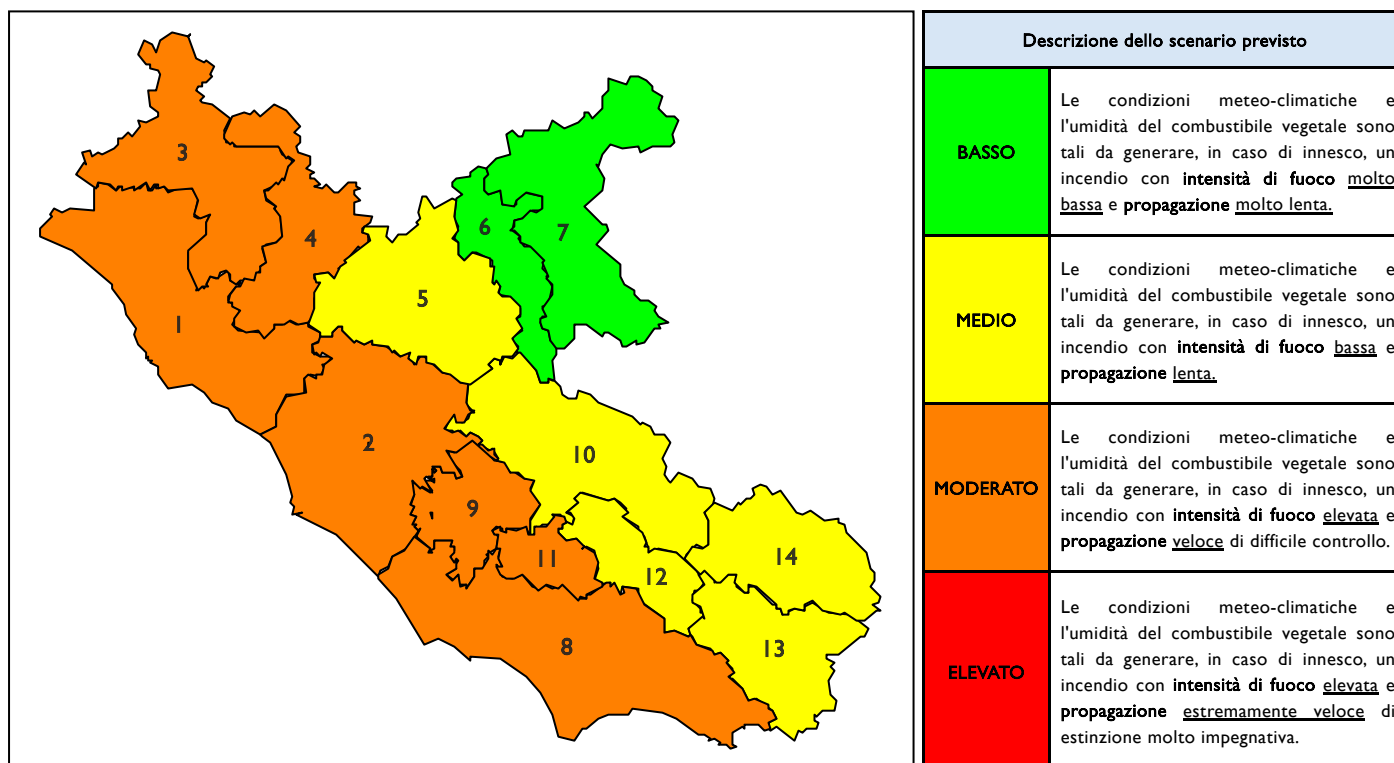 3
4
6
7
5
1
2
10
9
11
14
12
8
13
Descrizione dello scenario previsto
BASSO
Le condizioni meteo-climatiche e
l'umidità del combustibile vegetale sono
tali da generare, in caso di innesco, un
incendio con intensità di fuoco molto
bassa e propagazione molto lenta.
MEDIO
Le condizioni meteo-climatiche e
l'umidità del combustibile vegetale sono
tali da generare, in caso di innesco, un
incendio con intensità di fuoco bassa e
propagazione lenta.
MODERATO
Le condizioni meteo-climatiche e
l'umidità del combustibile vegetale sono
tali da generare, in caso di innesco, un
incendio con intensità di fuoco elevata e
propagazione veloce di difficile controllo.
ELEVATO
Le condizioni meteo-climatiche e
l'umidità del combustibile vegetale sono
tali da generare, in caso di innesco, un
incendio con intensità di fuoco elevata e
propagazione estremamente veloce di
estinzione molto impegnativa.